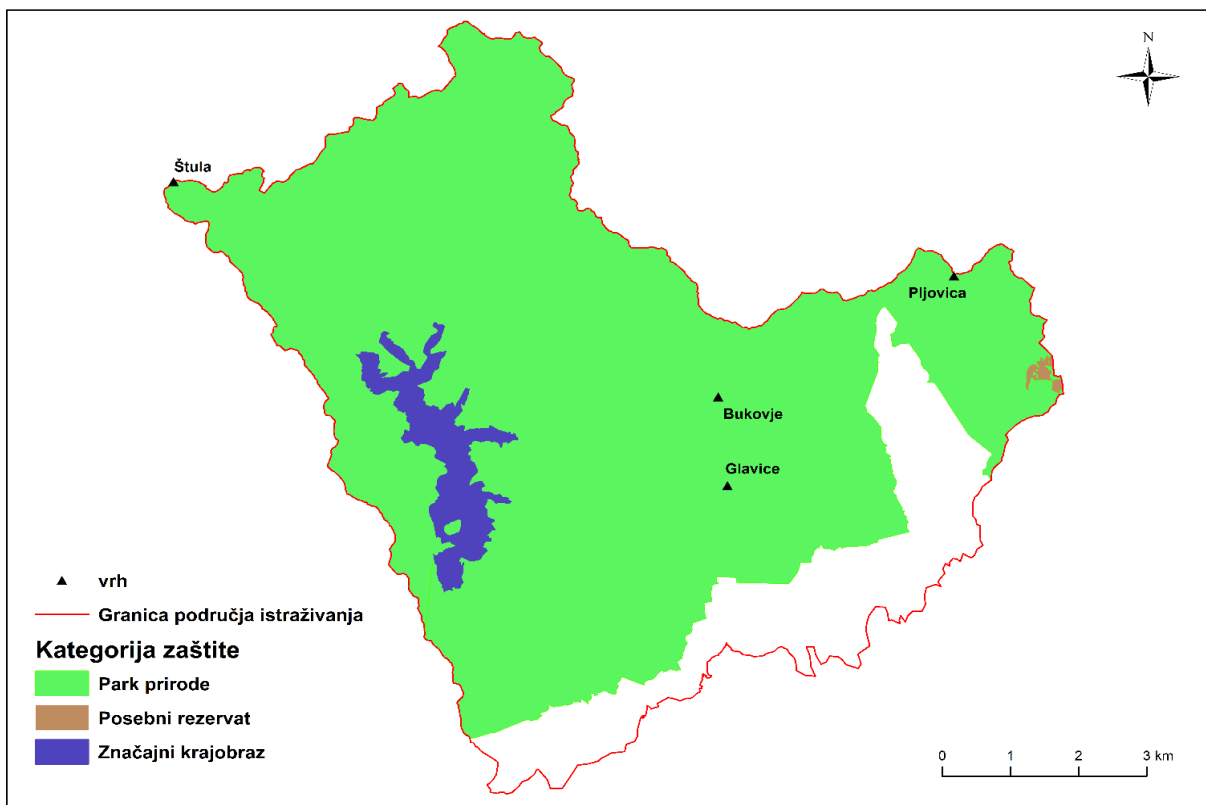 N
Štula
Pljovica
Bukovje
Glavice
vrh
Granica područja istraživanja
Kategorija zaštite
Park prirode
Posebni rezervat
Značajni krajobraz
0 1 2 3 km